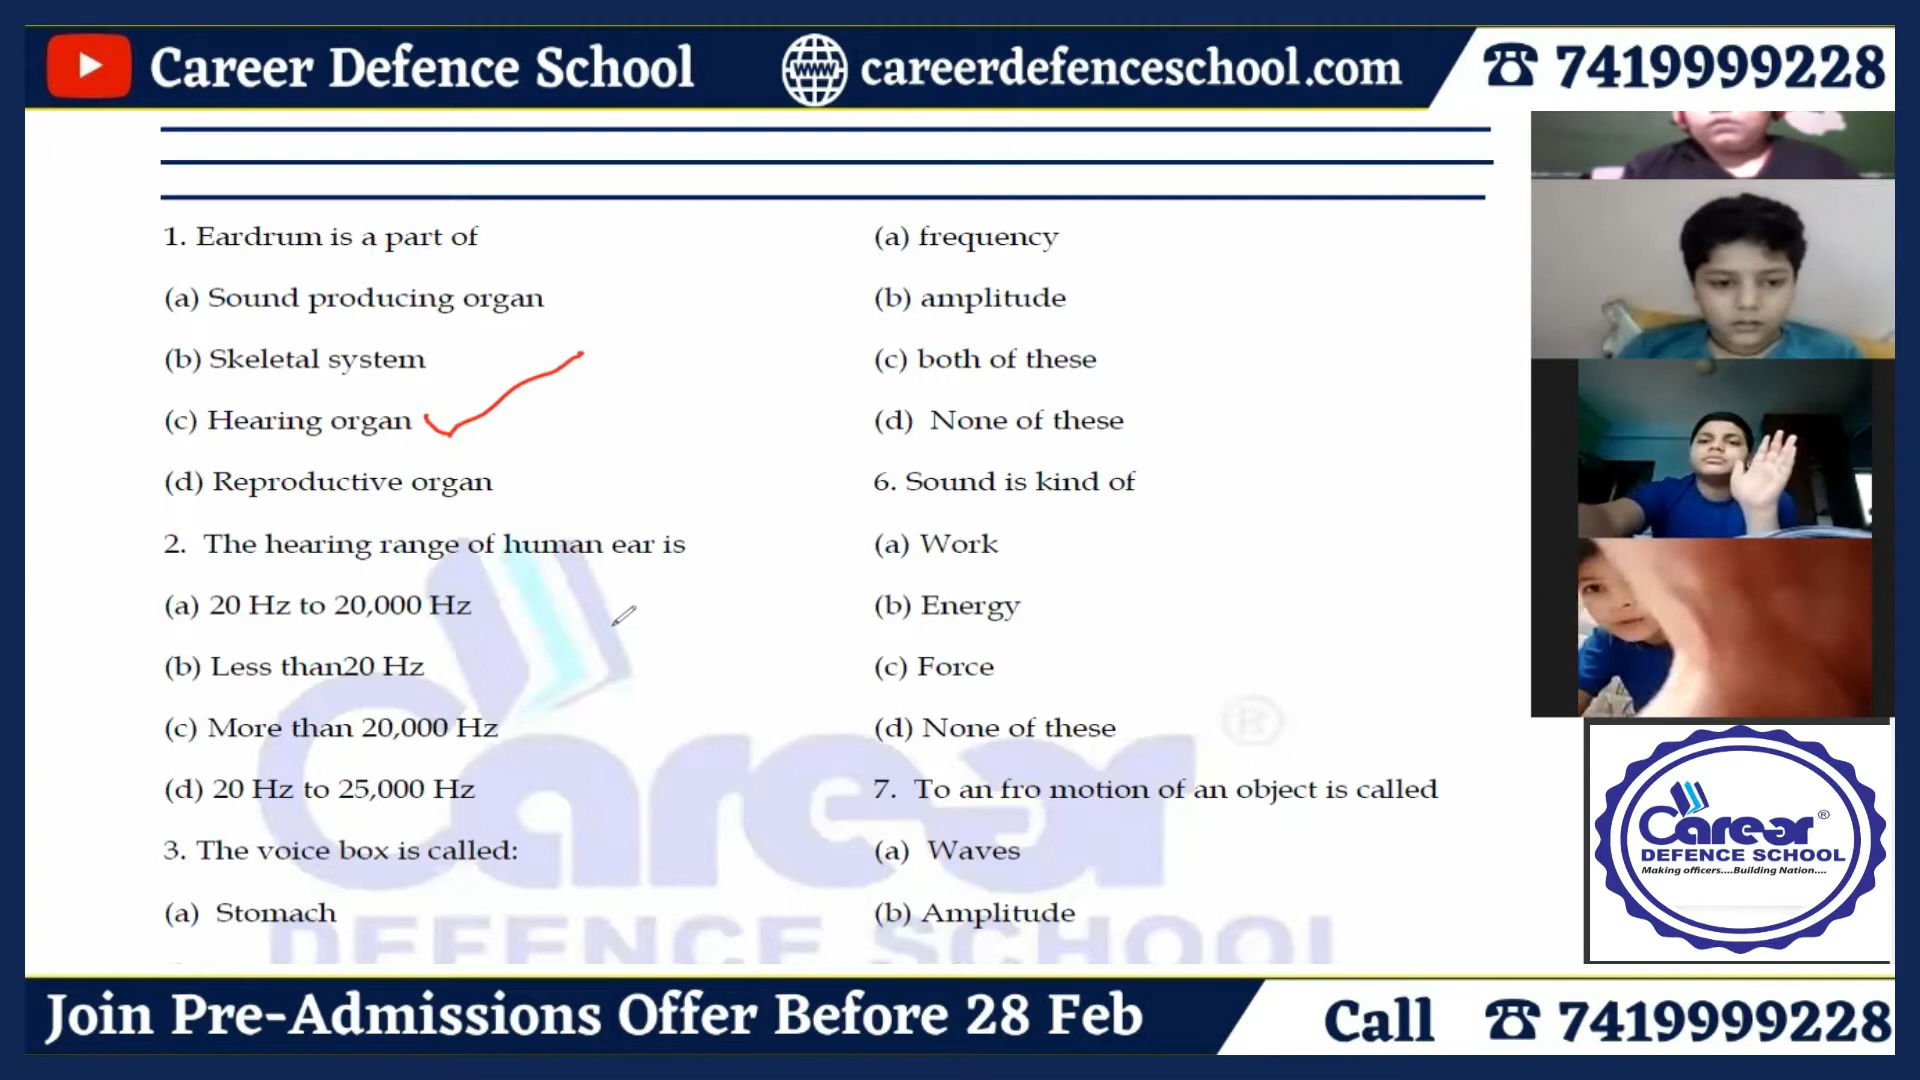 Career Defence School
www
careerdefenceschool.com
☎ 7419999228
1. Eardrum is a part of
(a) Sound producing organ
(b) Skeletal system
(c) Hearing organ
(d) Reproductive organ
2. The hearing range of human ear is
(a) 20 Hz to 20,000 Hz
(b) Less than20 Hz
(c) More than 20,000 Hz
(d) 20 Hz to 25,000 Hz
3. The voice box is called:
(a) Stomach
(a) frequency
(b) amplitude
(c) both of these
(d) None of these
6. Sound is kind of
(a) Work
(b) Energy
(c) Force
(d) None of these
7. To an fro motion of an object is called
(a) Waves
(b) Amplitude
Career ®
DEFENCE SCHOOL
Career ®
DEFENCE SCHOOL
Making officers....Building Nation....
Join Pre-Admissions Offer Before 28 Feb
Call ☎ 7419999228